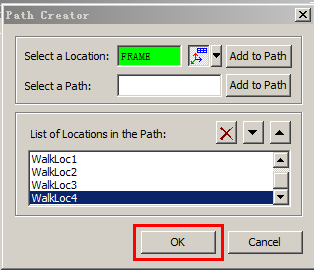 Path Creator
Select a Location: FRAME Add to Path
Select a Path: Add to Path
List of Locations in the Path:
WalkLoc1
WalkLoc2
WalkLoc3
WalkLoc4
OK Cancel